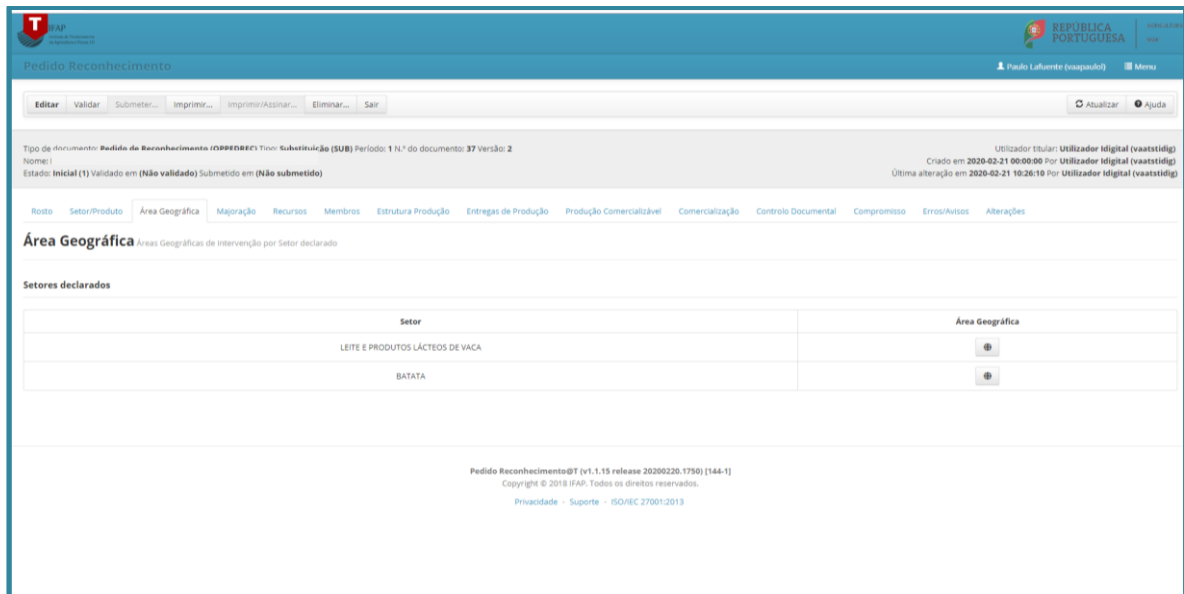 T
IFAP
REPÚBLICA
PORTUGUESA
Pedido Reconhecimento
Paulo Lafuente (vaapaulol) Menu
Editar Validar Submeter... Imprimir... Imprimir/Assinar... Eliminar... Sair Atualizar Ajuda
Tipo de documento: Pedido de Reconhecimento (OPPEDREC) Tipo: Substituição (SUB) Período: 1 N.º do documento: 37 Versão: 2
Utilizador titular: Utilizador Idigital (vaatstidig)
Nome:
Criado em 2020-02-21 00:00:00 Por Utilizador Idigital (vaatstidig)
Estado: Inicial (1) Validado em (Não validado) Submetido em (Não submetido)
Última alteração em 2020-02-21 10:26:10 Por Utilizador Idigital (vaatstidig)
Rosto Setor/Produto Área Geográfica Majoração Recursos Membros Estrutura Produção Entregas de Produção Produção Comercializável Comercialização Controlo Documental Compromisso Erros/Avisos Alterações
Área Geográfica Áreas Geográficas de Intervenção por Setor declarado
Setores declarados
Setor Área Geográfica
LEITE E PRODUTOS LÁCTEOS DE VACA
BATATA
Pedido Reconhecimento@T (v1.1.15 release 20200220.1750) [144-1]
Copyright © 2018 IFAP. Todos os direitos reservados.
Privacidade - Suporte - ISO/IEC 27001:2013